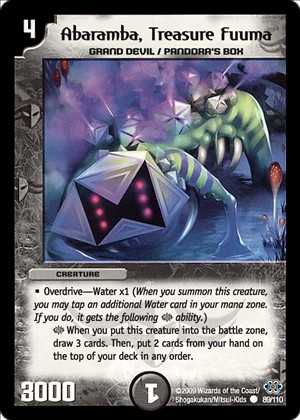 4
Abaramba, Treasure Fuuma
GRAND DEVIL / PANDORA'S BOX
CREATURE
▪ Overdrive—Water x1 (When you summon this creature,
you may tap an additional Water card in your mana zone.
If you do, it gets the following ability.)
When you put this creature into the battle zone,
draw 3 cards. Then, put 2 cards from your hand on
the top of your deck in any order.
3000
1
©2009 Wizards of the Coast/
Shogakukan/Mitsui-Kids
89/110